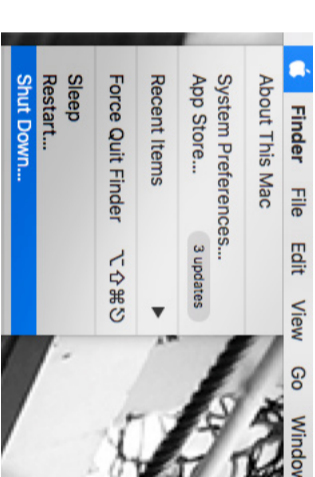 Finder File Edit View Go Window
About This Mac
System Preferences...
App Store... 3 updates
Recent Items ▶
Force Quit Finder ⌥⇧⌘⎋
Sleep
Restart...
Shut Down...